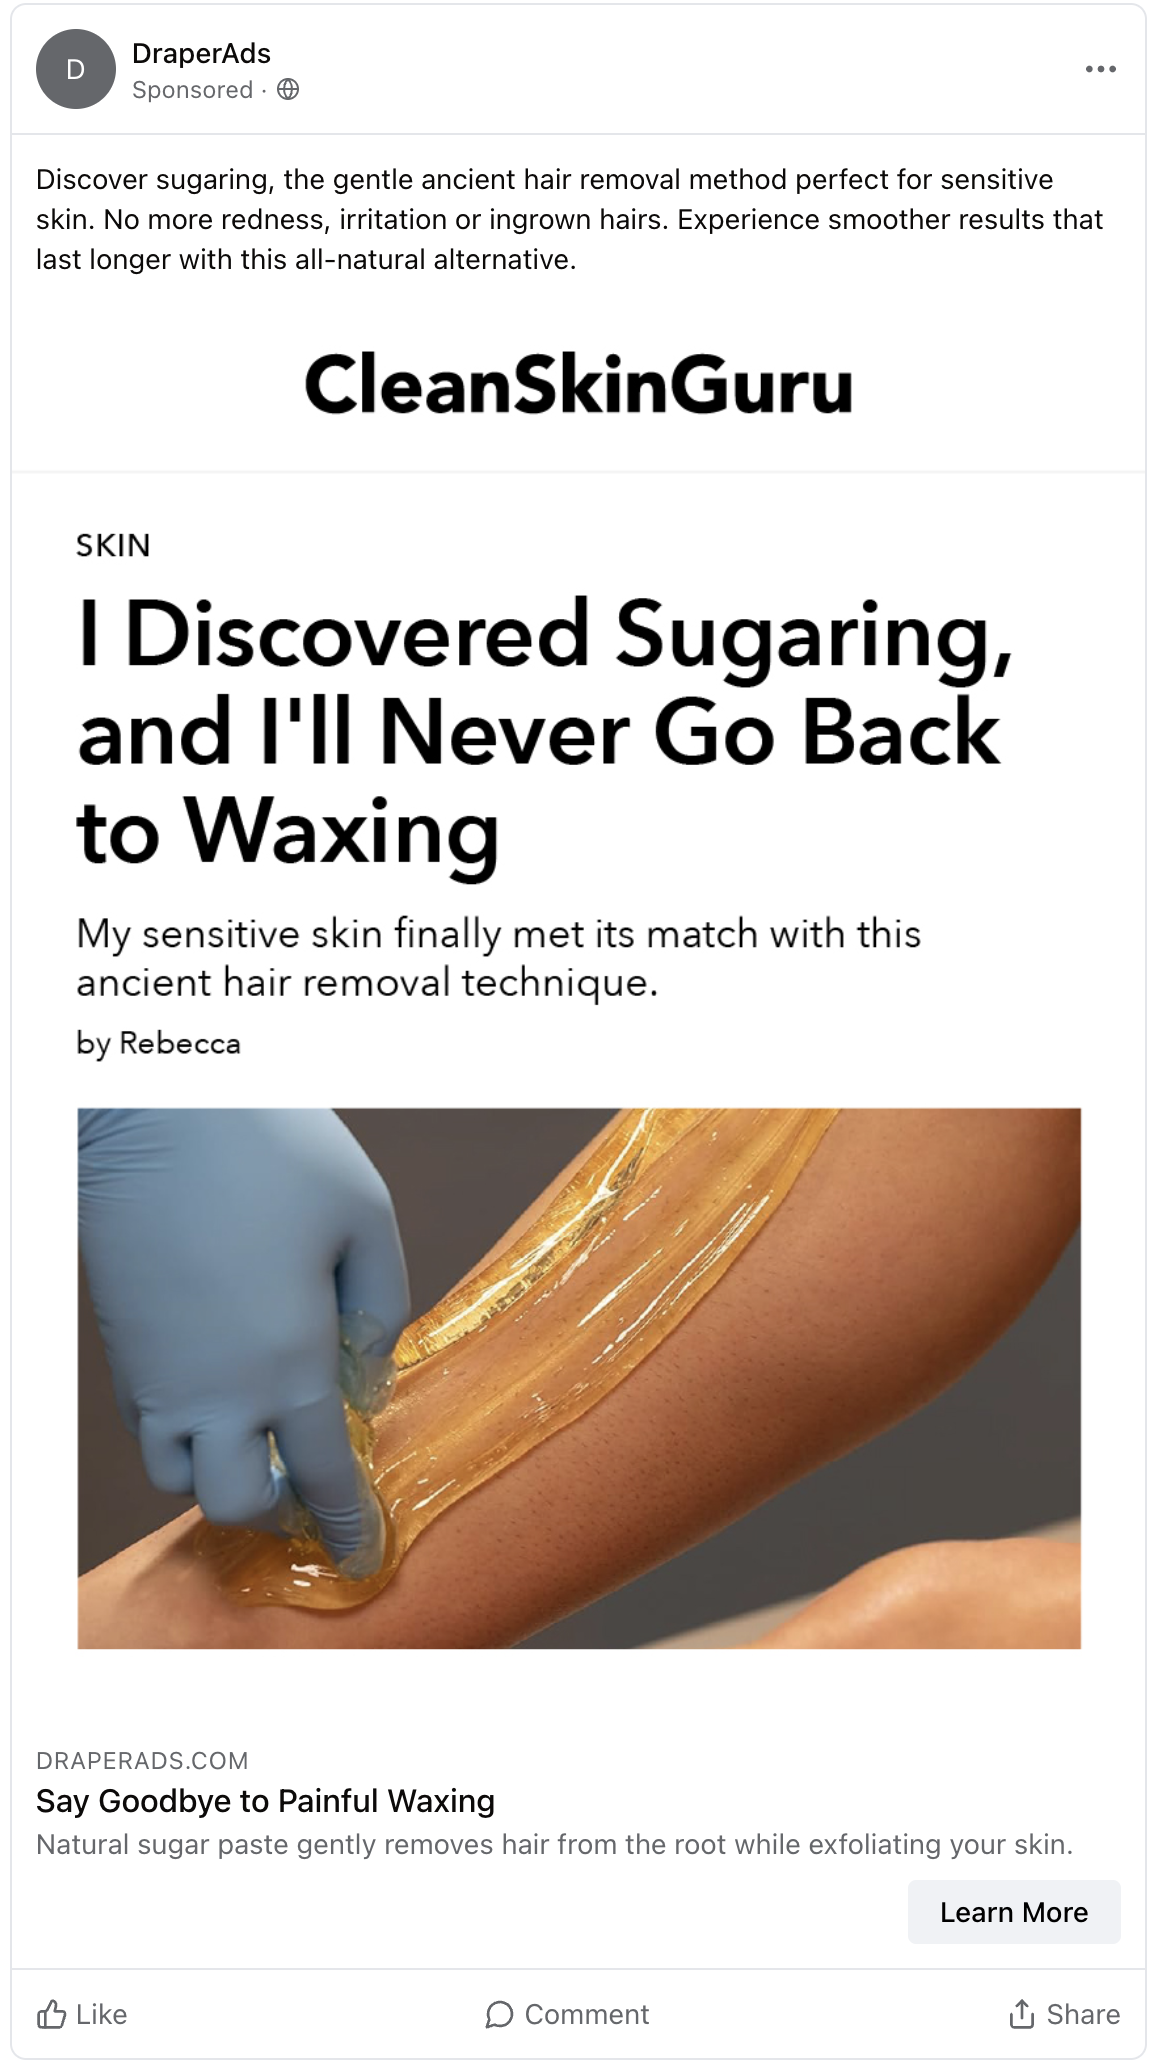 D
DraperAds
Sponsored ·
Discover sugaring, the gentle ancient hair removal method perfect for sensitive
skin. No more redness, irritation or ingrown hairs. Experience smoother results that
last longer with this all-natural alternative.
CleanSkinGuru
SKIN
I Discovered Sugaring,
and I'll Never Go Back
to Waxing
My sensitive skin finally met its match with this
ancient hair removal technique.
by Rebecca
DRAPERADS.COM
Say Goodbye to Painful Waxing
Natural sugar paste gently removes hair from the root while exfoliating your skin.
Learn More
Like Comment Share